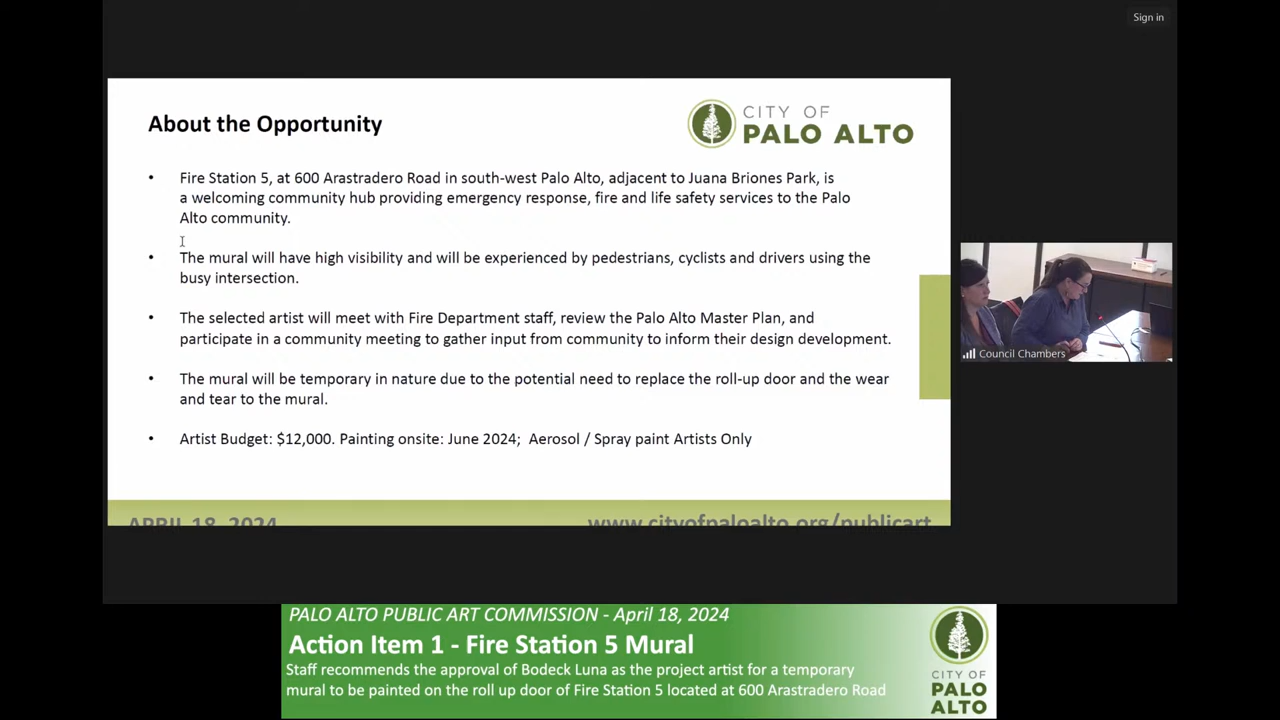 Sign in
About the Opportunity
CITY OF
PALO ALTO
• Fire Station 5, at 600 Arastradero Road in south-west Palo Alto, adjacent to Juana Briones Park, is
a welcoming community hub providing emergency response, fire and life safety services to the Palo
Alto community.
• The mural will have high visibility and will be experienced by pedestrians, cyclists and drivers using the
busy intersection.
• The selected artist will meet with Fire Department staff, review the Palo Alto Master Plan, and
participate in a community meeting to gather input from community to inform their design development.
• The mural will be temporary in nature due to the potential need to replace the roll-up door and the wear
and tear to the mural.
• Artist Budget: $12,000. Painting onsite: June 2024; Aerosol / Spray paint Artists Only
APRIL 18, 2024
www.cityofpaloalto.org/publicart
Council Chambers
PALO ALTO PUBLIC ART COMMISSION - April 18, 2024
Action Item 1 - Fire Station 5 Mural
Staff recommends the approval of Bodeck Luna as the project artist for a temporary
mural to be painted on the roll up door of Fire Station 5 located at 600 Arastradero Road
CITY OF
PALO
ALTO